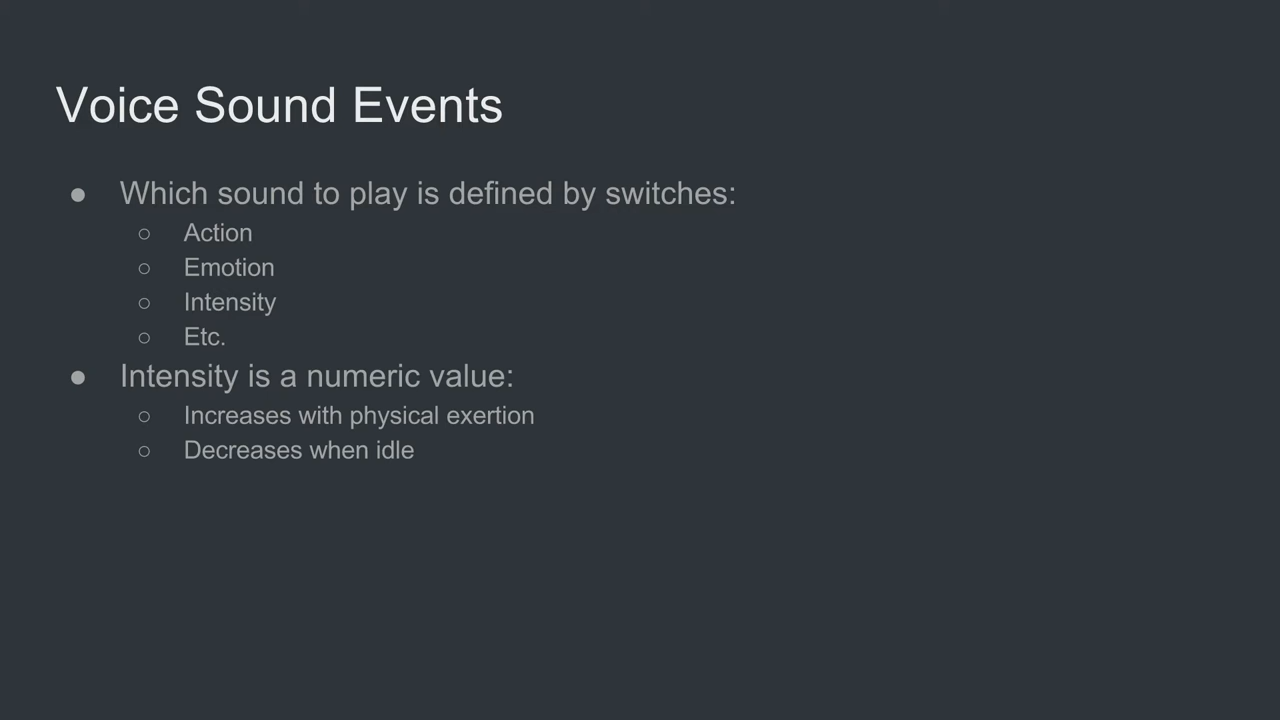 Voice Sound Events
● Which sound to play is defined by switches:
○ Action
○ Emotion
○ Intensity
○ Etc.
● Intensity is a numeric value:
○ Increases with physical exertion
○ Decreases when idle